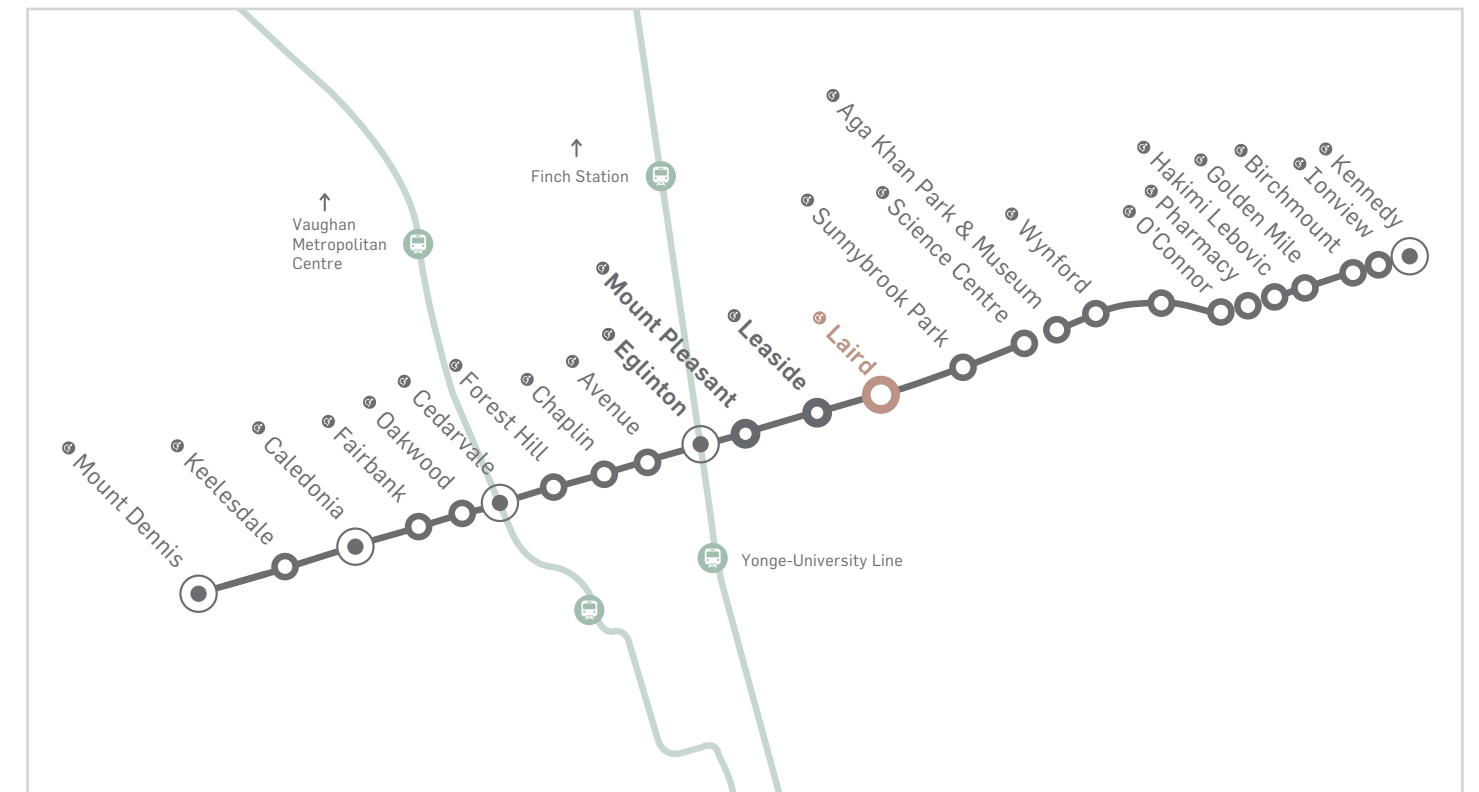 Vaughan
Metropolitan
Centre
Finch Station
Yonge-University Line
Mount Dennis
Keelesdale
Caledonia
Fairbank
Oakwood
Cedarvale
Forest Hill
Chaplin
Avenue
Eglinton
Mount Pleasant
Leaside
Laird
Sunnybrook Park
Science Centre
Aga Khan Park & Museum
Wynford
O'Connor
Pharmacy
Hakimi Lebovic
Golden Mile
Birchmount
Ionview
Kennedy